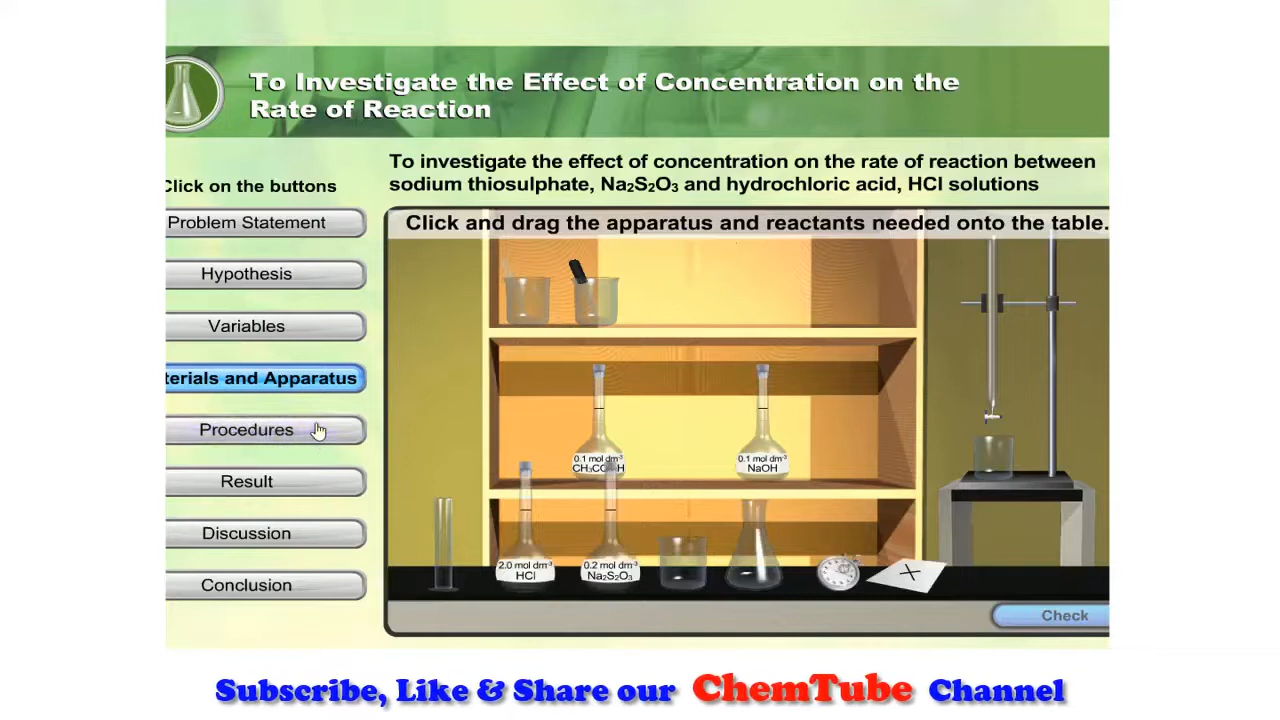 To Investigate the Effect of Concentration on the
Rate of Reaction
To investigate the effect of concentration on the rate of reaction between
sodium thiosulphate, Na₂S₂O₃ and hydrochloric acid, HCl solutions
Click on the buttons
Problem Statement
Hypothesis
Variables
terials and Apparatus
Procedures
Result
Discussion
Conclusion
Click and drag the apparatus and reactants needed onto the table.
0.1 mol dm⁻³
0.1 mol dm⁻³
NaOH
2.0 mol dm⁻³
HCl
0.2 mol dm⁻³
Na₂S₂O₃
X
Check
Subscribe, Like & Share our ChemTube Channel